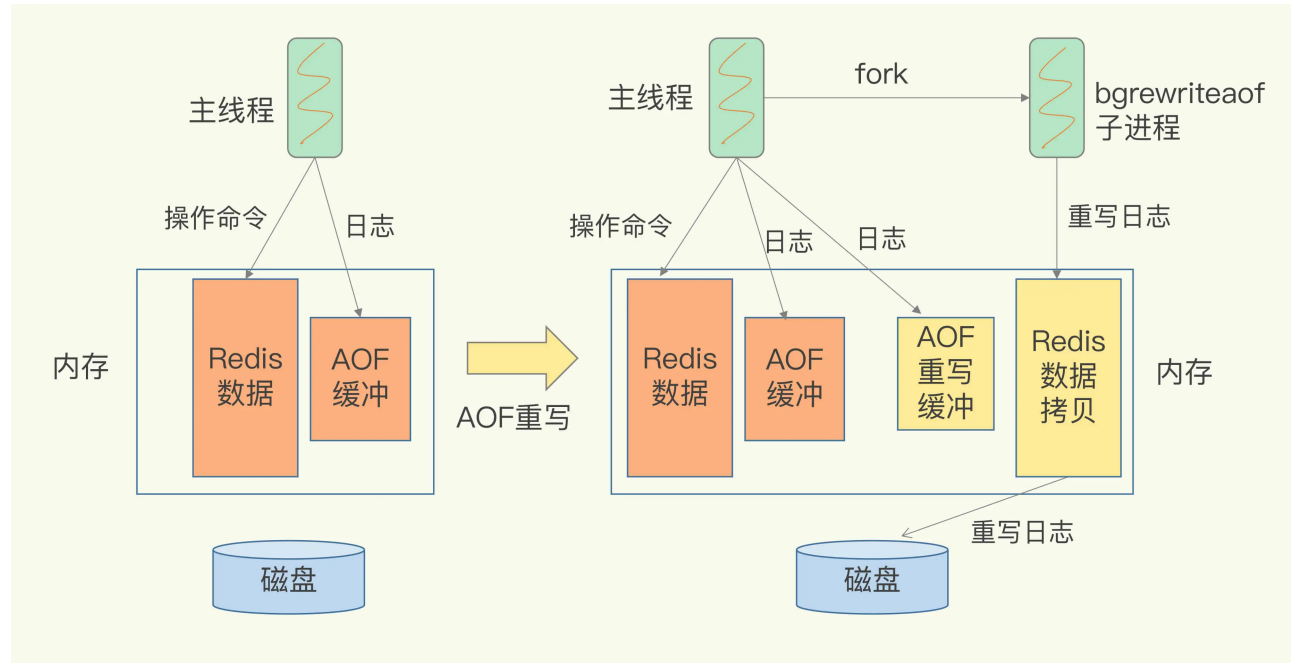 主线程
操作命令
日志
内存
Redis
数据
AOF
缓冲
磁盘
AOF重写
主线程
fork
bgrewriteaof
子进程
操作命令
日志
日志
重写日志
Redis
数据
AOF
缓冲
AOF
重写
缓冲
Redis
数据
拷贝
内存
重写日志
磁盘